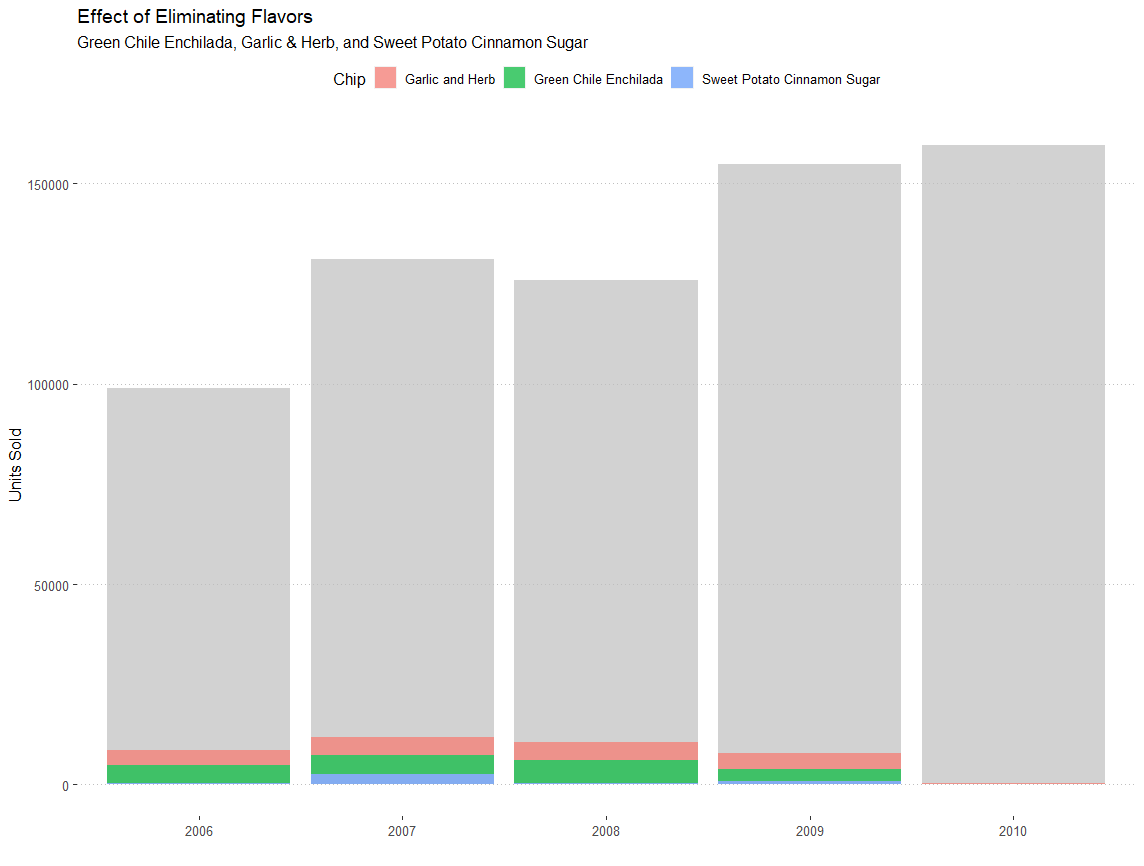 Effect of Eliminating Flavors
Green Chile Enchilada, Garlic & Herb, and Sweet Potato Cinnamon Sugar
Chip Garlic and Herb Green Chile Enchilada Sweet Potato Cinnamon Sugar
150000
100000
50000
0
Units Sold
2006 2007 2008 2009 2010